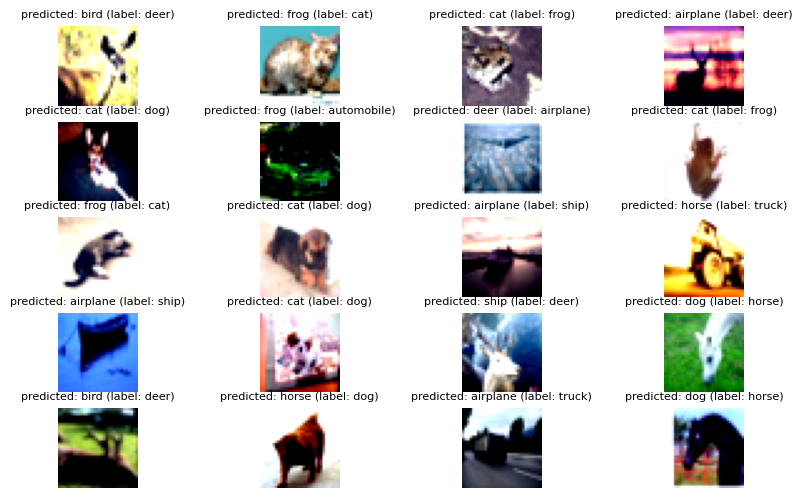 predicted: bird (label: deer)
predicted: frog (label: cat)
predicted: cat (label: frog)
predicted: airplane (label: deer)
predicted: cat (label: dog)
predicted: frog (label: automobile)
predicted: deer (label: airplane)
predicted: cat (label: frog)
predicted: frog (label: cat)
predicted: cat (label: dog)
predicted: airplane (label: ship)
predicted: horse (label: truck)
predicted: airplane (label: ship)
predicted: cat (label: dog)
predicted: ship (label: deer)
predicted: dog (label: horse)
predicted: bird (label: deer)
predicted: horse (label: dog)
predicted: airplane (label: truck)
predicted: dog (label: horse)